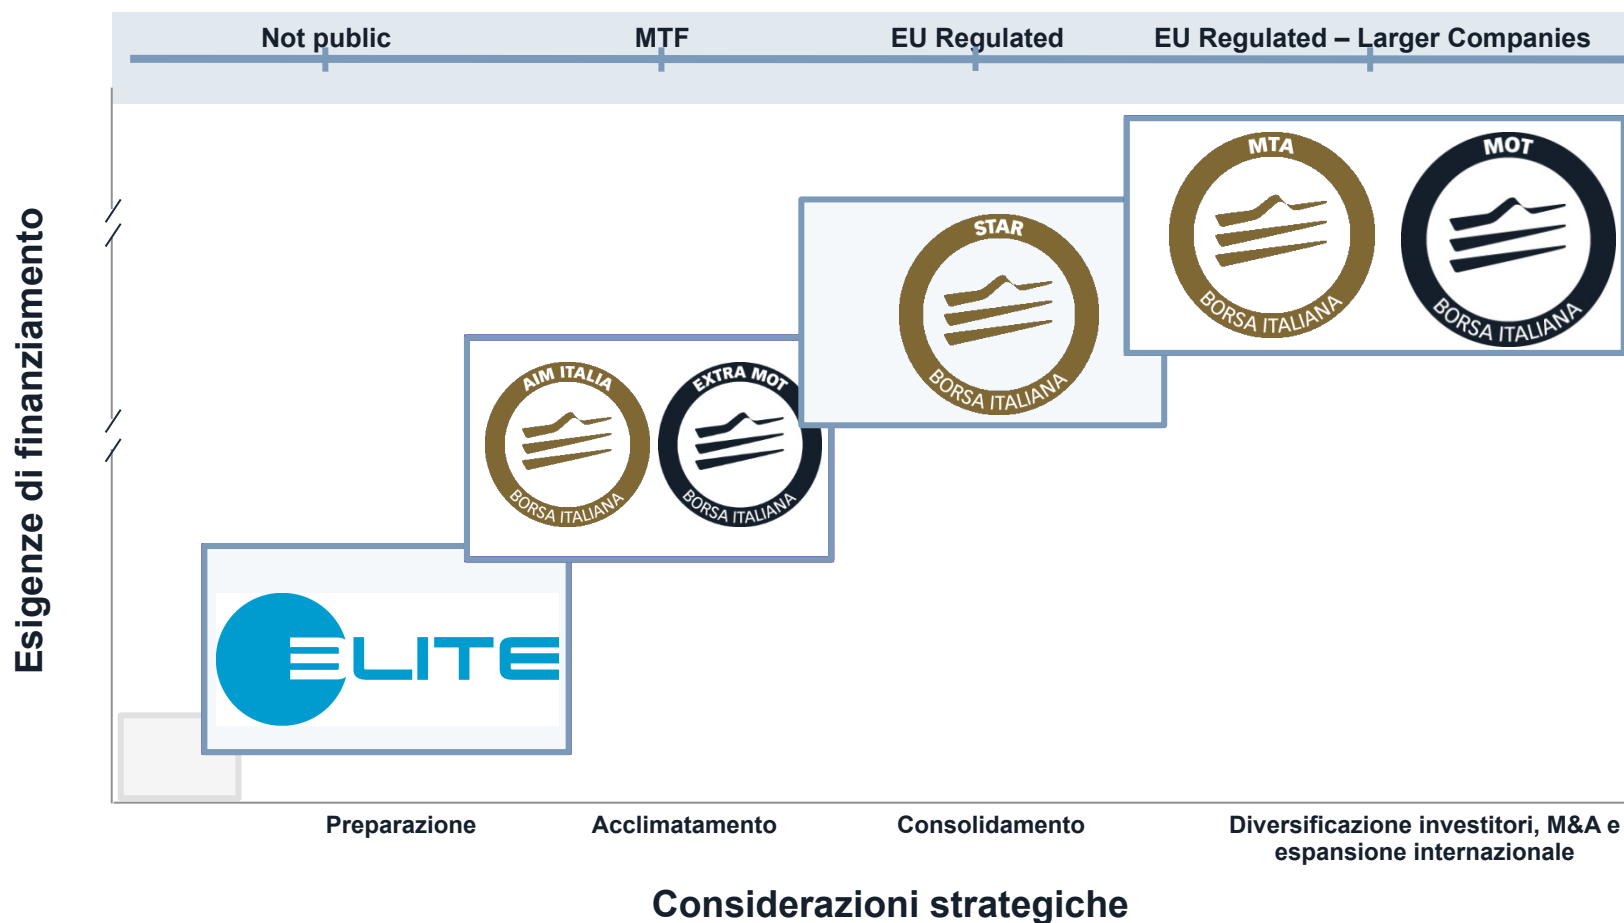 Not public
MTF
EU Regulated
EU Regulated – Larger Companies
Esigenze di finanziamento
MTA
BORSA ITALIANA
MOT
BORSA ITALIANA
STAR
BORSA ITALIANA
AIM ITALIA
BORSA ITALIANA
EXTRA MOT
BORSA ITALIANA
ELITE
Preparazione
Acclimatamento
Consolidamento
Diversificazione investitori, M&A e
espansione internazionale
Considerazioni strategiche